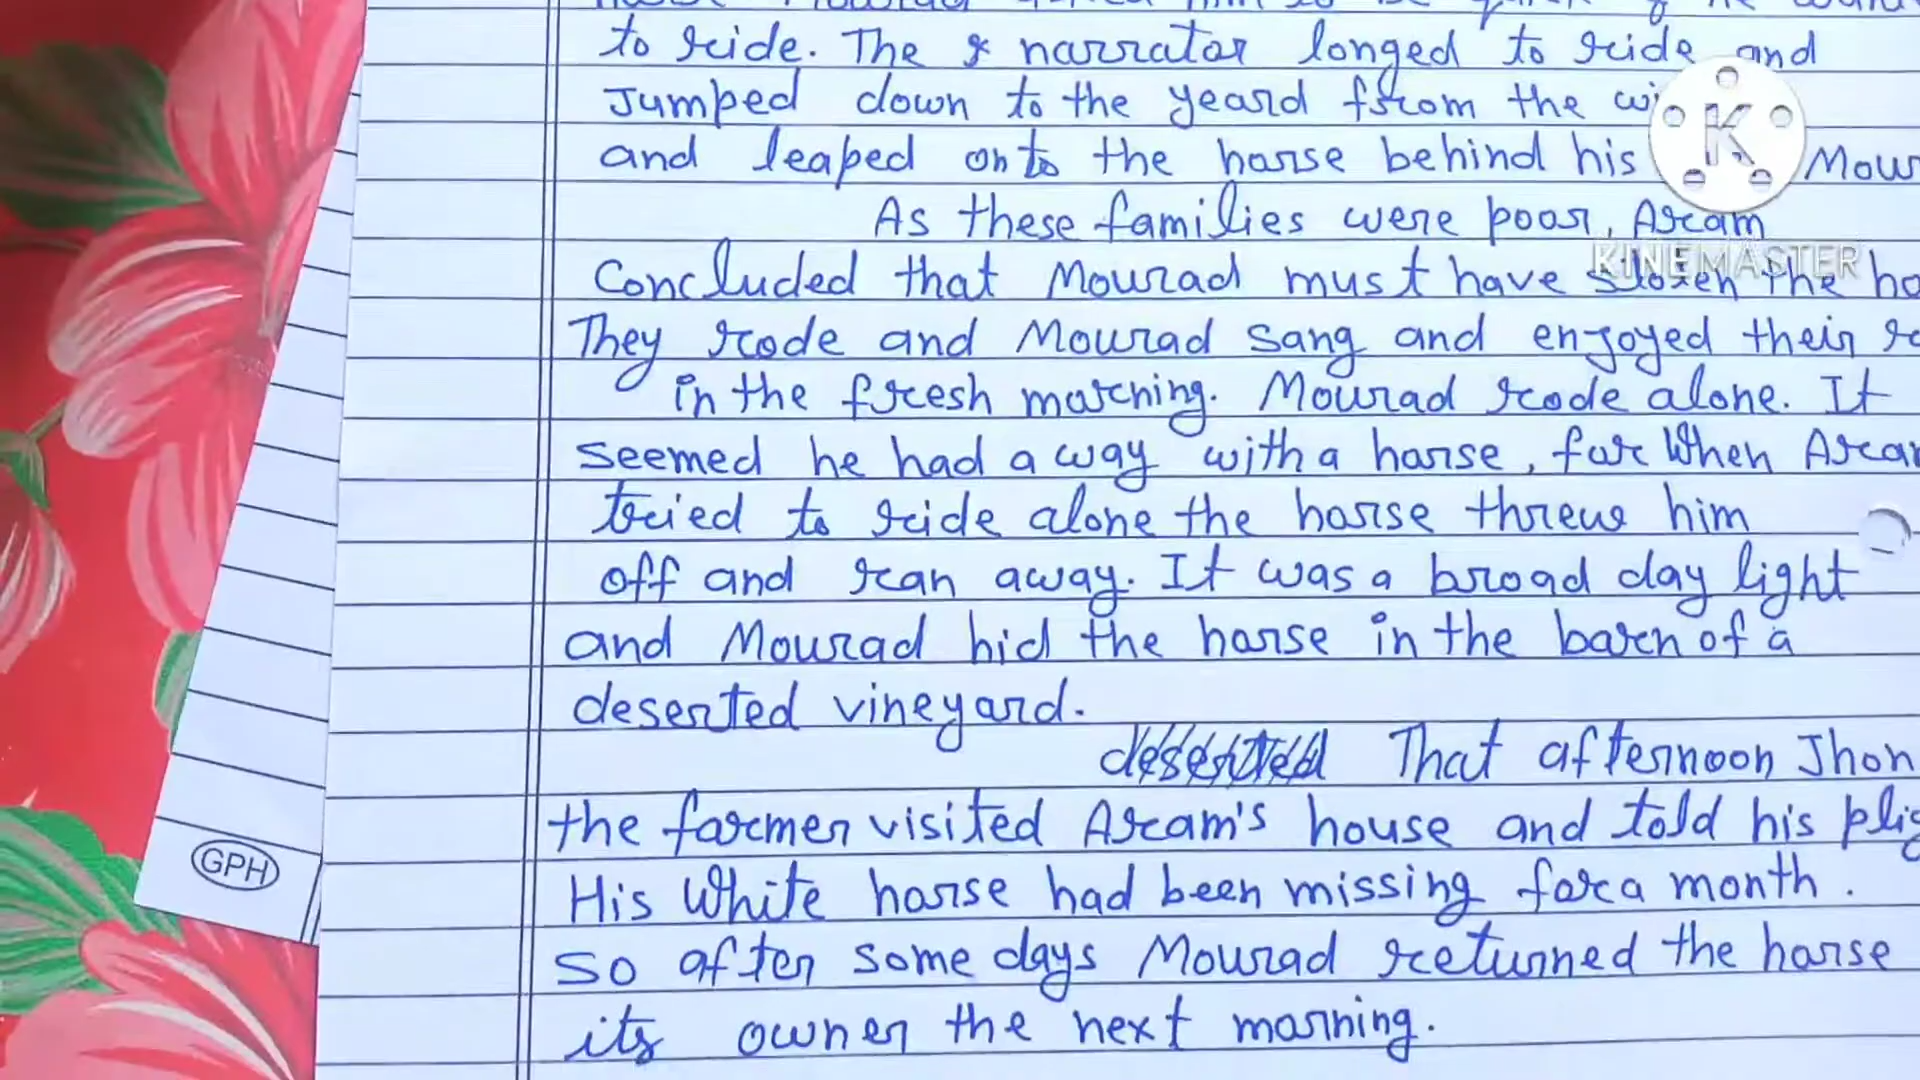 to ride. The narrator longed to ride and
Jumped down to the yeard from the
and leaped onto the horse behind his
As these families were poor, Aram
Concluded that Mourad must have stolen the
They rode and Mourad sang and enjoyed their
in the fresh morning. Mourad rode alone. It
seemed he had a way with a horse, for When Aram
tried to ride alone the horse threw him
off and ran away. It was a broad day light
and Mourad hid the horse in the barn of a
deserted vineyard.
deserted That afternoon Jhon
the farmer visited Aram's house and told his
His White horse had been missing for a month.
so after some days Mourad returned the horse
its owner the next morning.
GPH
K
KINEMASTER